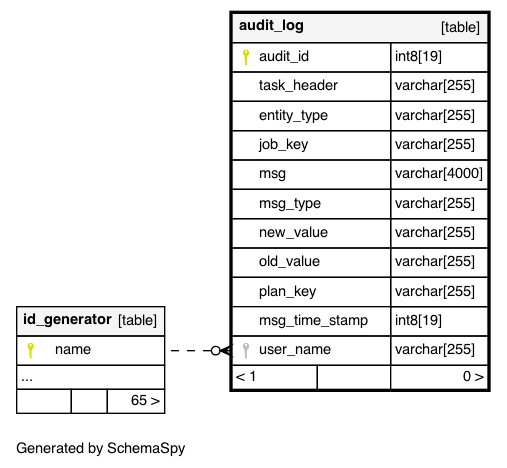 audit_log [table]
audit_id int8[19]
task_header varchar[255]
entity_type varchar[255]
job_key varchar[255]
msg varchar[4000]
msg_type varchar[255]
new_value varchar[255]
old_value varchar[255]
plan_key varchar[255]
msg_time_stamp int8[19]
user_name varchar[255]
< 1 0 >
id_generator [table]
name
...
65 >
Generated by SchemaSpy